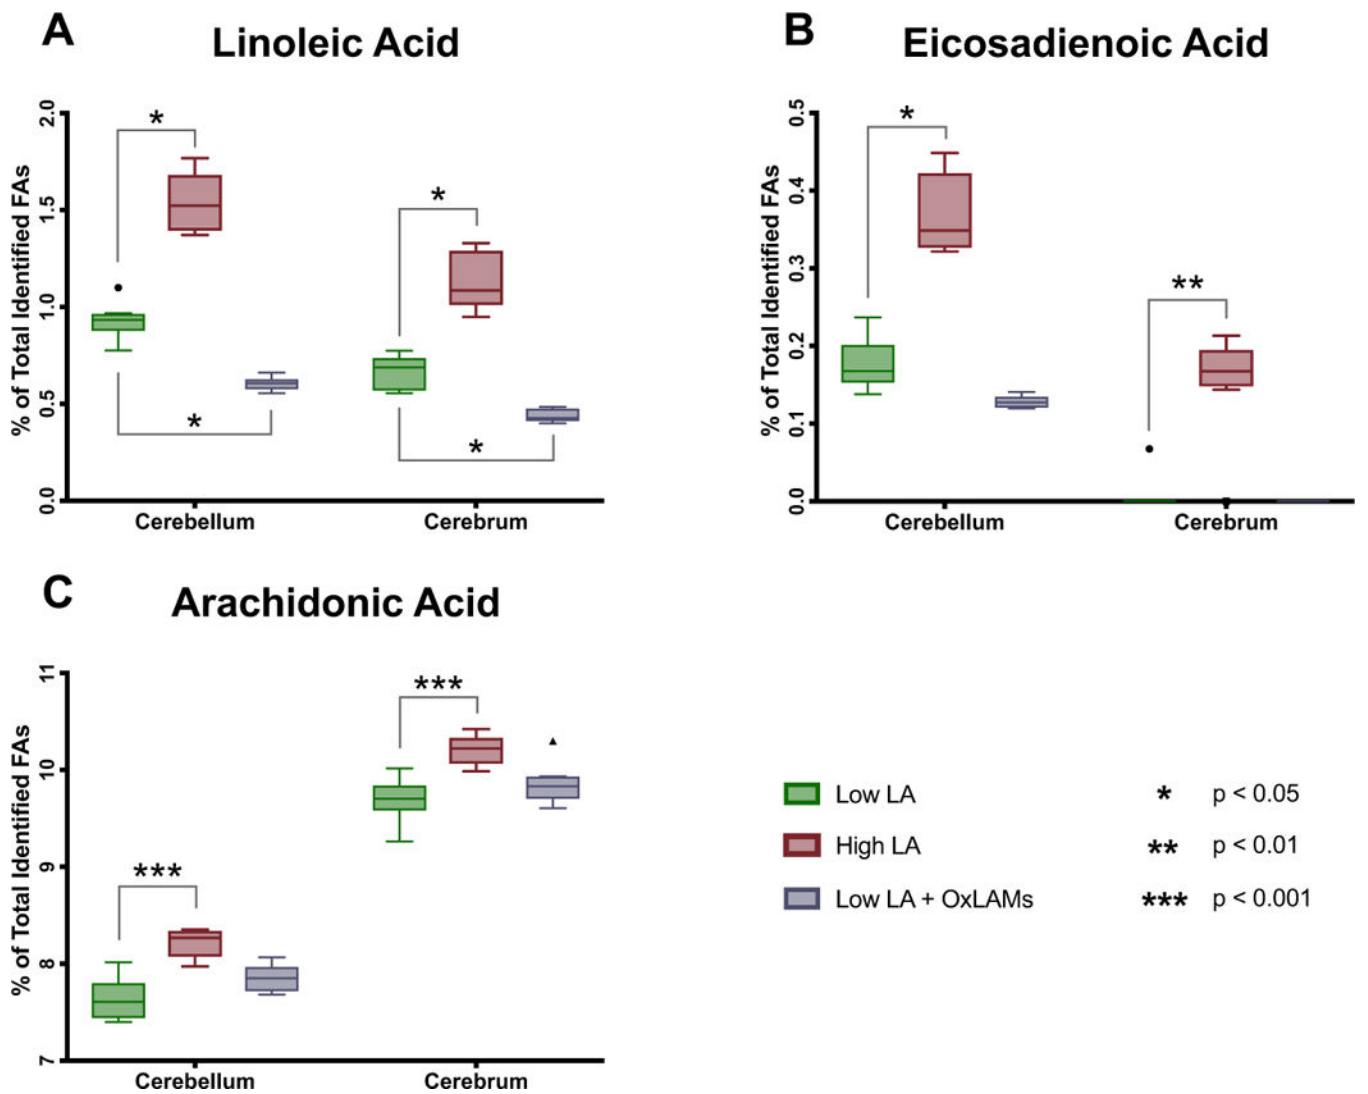 A
Linoleic Acid
% of Total Identified FAs
2.0
1.5
1.0
0.5
0.0
*
*
*
*
Cerebellum
Cerebrum
B
Eicosadienoic Acid
% of Total Identified FAs
0.5
0.4
0.3
0.2
0.1
0.0
*
**
Cerebellum
Cerebrum
C
Arachidonic Acid
% of Total Identified FAs
11
10
9
8
7
***
***
Cerebellum
Cerebrum
Low LA
* p < 0.05
High LA
** p < 0.01
Low LA + OxLAMs
*** p < 0.001